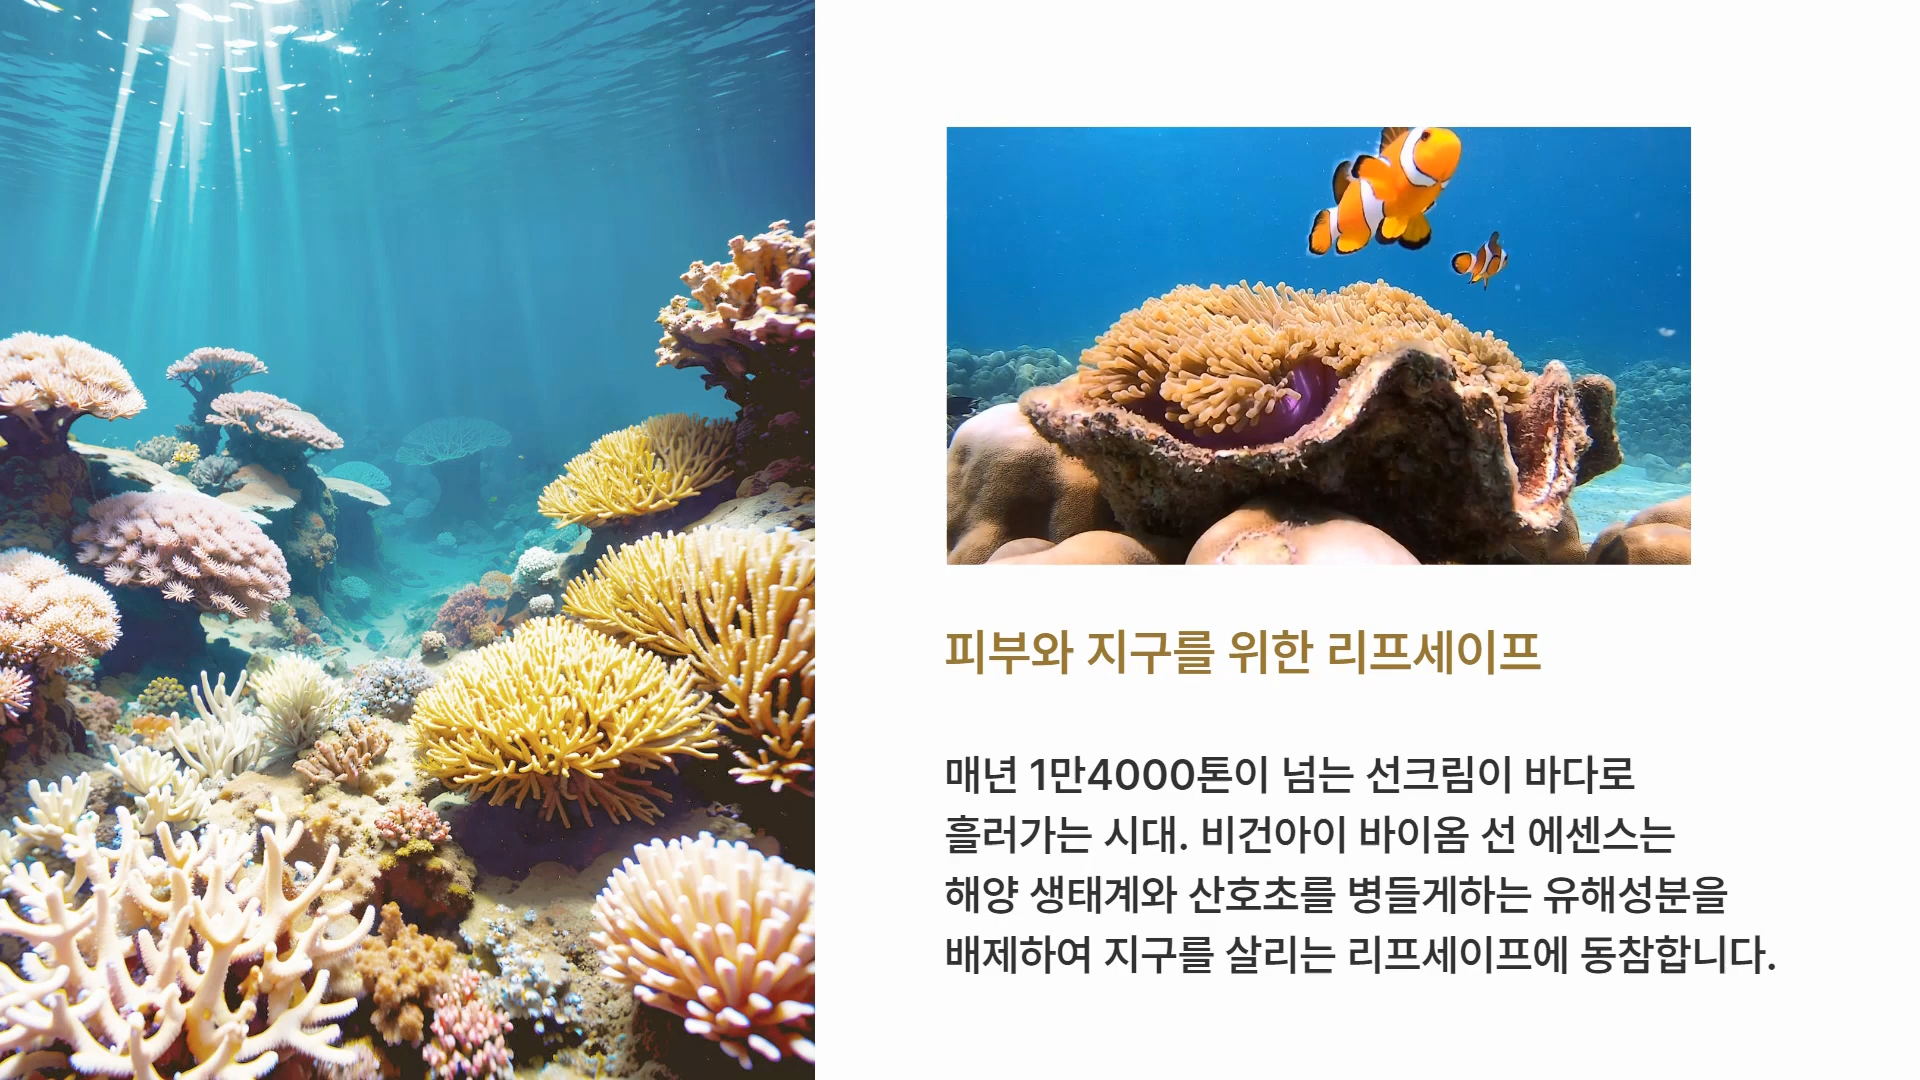 피부와 지구를 위한 리프세이프
매년 1만4000톤이 넘는 선크림이 바다로
흘러가는 시대. 비건아이 바이옴 선 에센스는
해양 생태계와 산호초를 병들게하는 유해성분을
배제하여 지구를 살리는 리프세이프에 동참합니다.